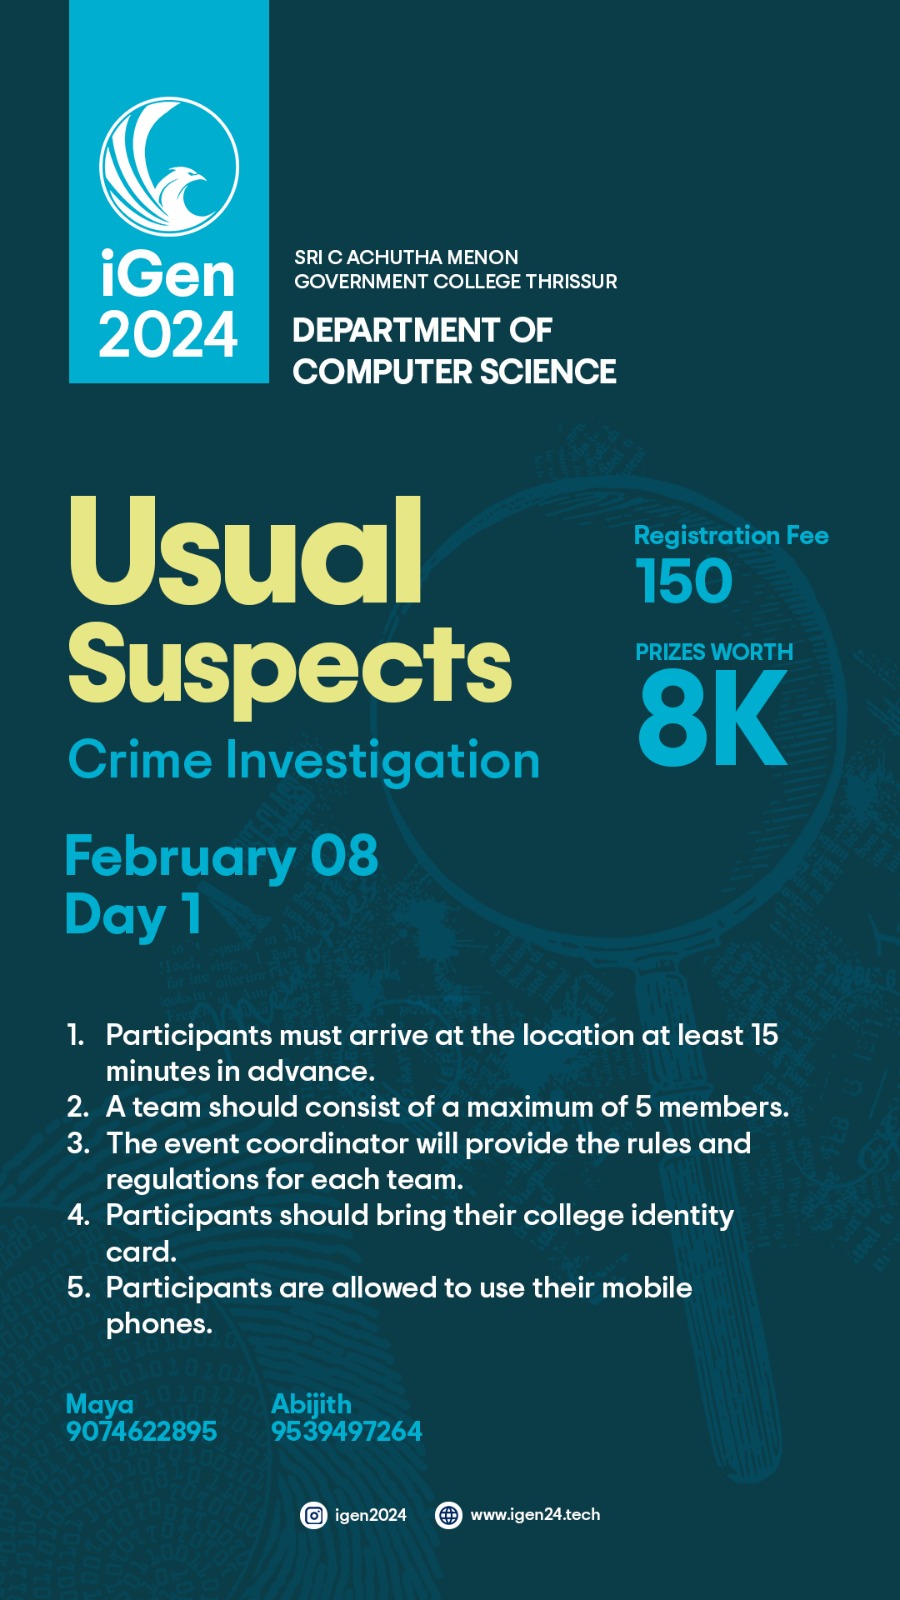 iGen
2024
SRI C ACHUTHA MENON
GOVERNMENT COLLEGE THRISSUR
DEPARTMENT OF
COMPUTER SCIENCE
Usual
Suspects
Crime Investigation
Registration Fee
150
PRIZES WORTH
8K
February 08
Day 1
1. Participants must arrive at the location at least 15
minutes in advance.
2. A team should consist of a maximum of 5 members.
3. The event coordinator will provide the rules and
regulations for each team.
4. Participants should bring their college identity
card.
5. Participants are allowed to use their mobile
phones.
Maya
9074622895
Abijith
9539497264
igen2024
www.igen24.tech